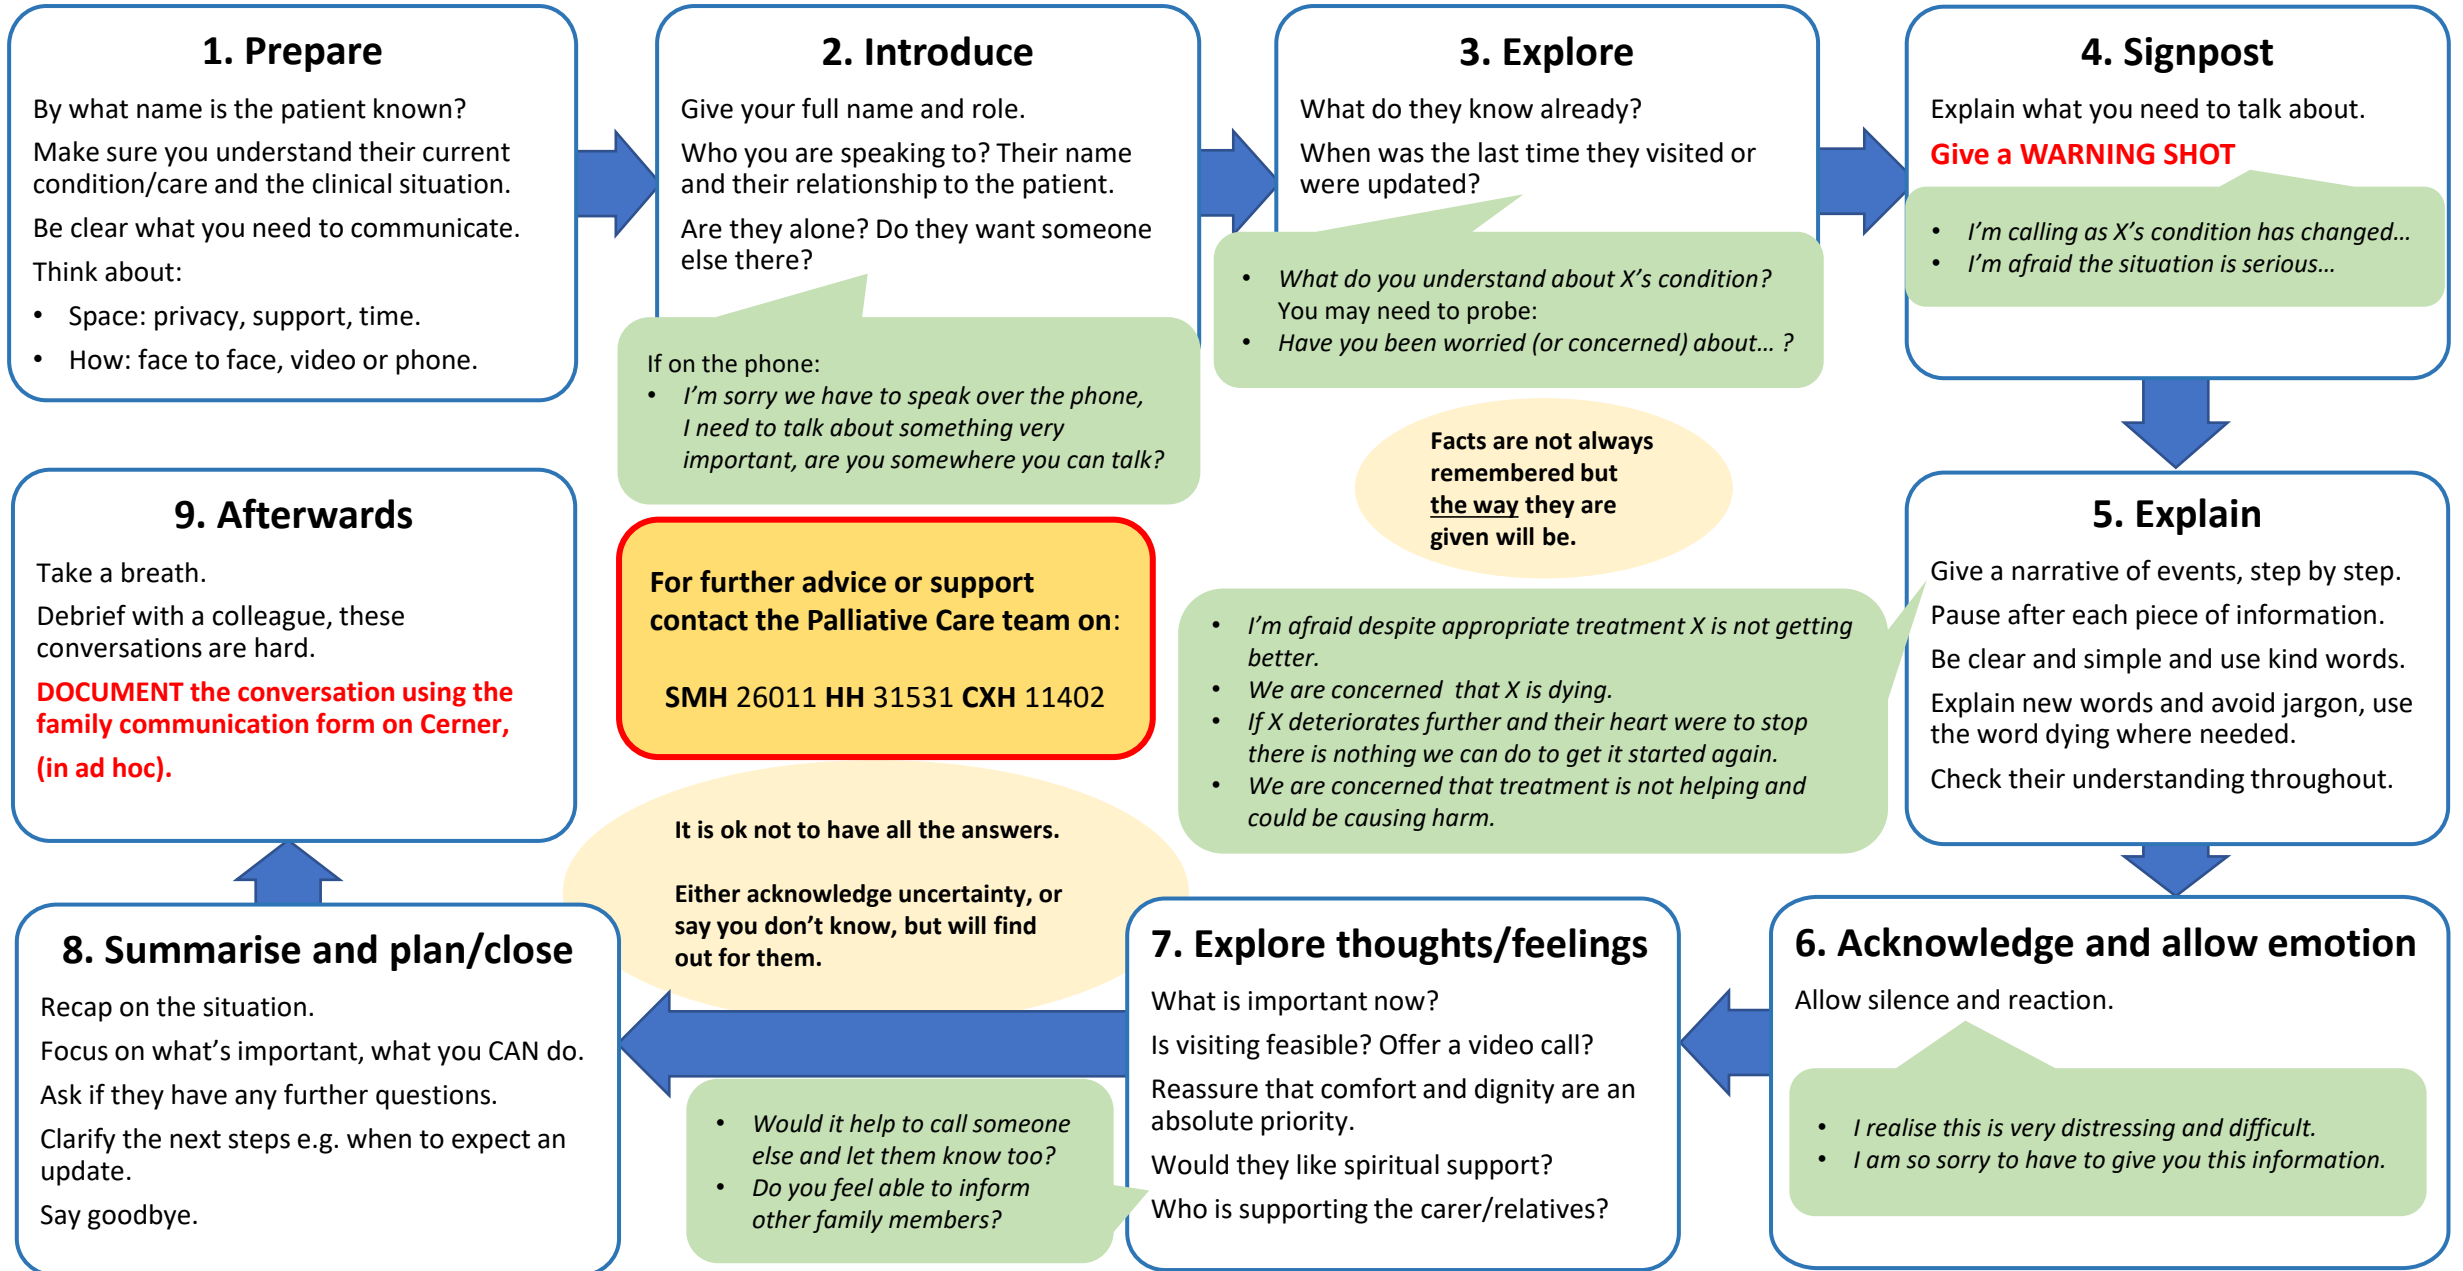 1. Prepare
By what name is the patient known?
Make sure you understand their current
condition/care and the clinical situation.
Be clear what you need to communicate.
Think about:
• Space: privacy, support, time.
• How: face to face, video or phone.
2. Introduce
Give your full name and role.
Who you are speaking to? Their name
and their relationship to the patient.
Are they alone? Do they want someone
else there?
If on the phone:
• I'm sorry we have to speak over the phone,
I need to talk about something very
important, are you somewhere you can talk?
3. Explore
What do they know already?
When was the last time they visited or
were updated?
• What do you understand about X's condition?
You may need to probe:
• Have you been worried (or concerned) about… ?
4. Signpost
Explain what you need to talk about.
Give a WARNING SHOT
• I'm calling as X's condition has changed…
• I'm afraid the situation is serious…
Facts are not always
remembered but
the way they are
given will be.
5. Explain
Give a narrative of events, step by step.
Pause after each piece of information.
Be clear and simple and use kind words.
Explain new words and avoid jargon, use
the word dying where needed.
Check their understanding throughout.
• I'm afraid despite appropriate treatment X is not getting
better.
• We are concerned  that X is dying.
• If X deteriorates further and their heart were to stop
there is nothing we can do to get it started again.
• We are concerned that treatment is not helping and
could be causing harm.
6. Acknowledge and allow emotion
Allow silence and reaction.
• I realise this is very distressing and difficult.
• I am so sorry to have to give you this information.
7. Explore thoughts/feelings
What is important now?
Is visiting feasible? Offer a video call?
Reassure that comfort and dignity are an
absolute priority.
Would they like spiritual support?
Who is supporting the carer/relatives?
• Would it help to call someone
else and let them know too?
• Do you feel able to inform
other family members?
It is ok not to have all the answers.
Either acknowledge uncertainty, or
say you don't know, but will find
out for them.
8. Summarise and plan/close
Recap on the situation.
Focus on what's important, what you CAN do.
Ask if they have any further questions.
Clarify the next steps e.g. when to expect an
update.
Say goodbye.
9. Afterwards
Take a breath.
Debrief with a colleague, these
conversations are hard.
DOCUMENT the conversation using the
family communication form on Cerner,
(in ad hoc).
For further advice or support
contact the Palliative Care team on:
SMH 26011 HH 31531 CXH 11402